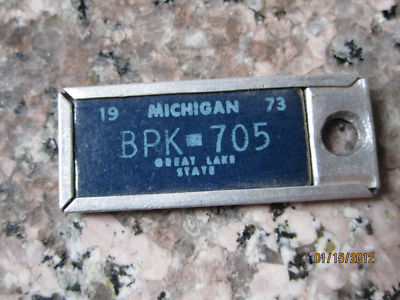 19 MICHIGAN 73
BPK-705
GREAT LAKE
STATE
01/15/2012